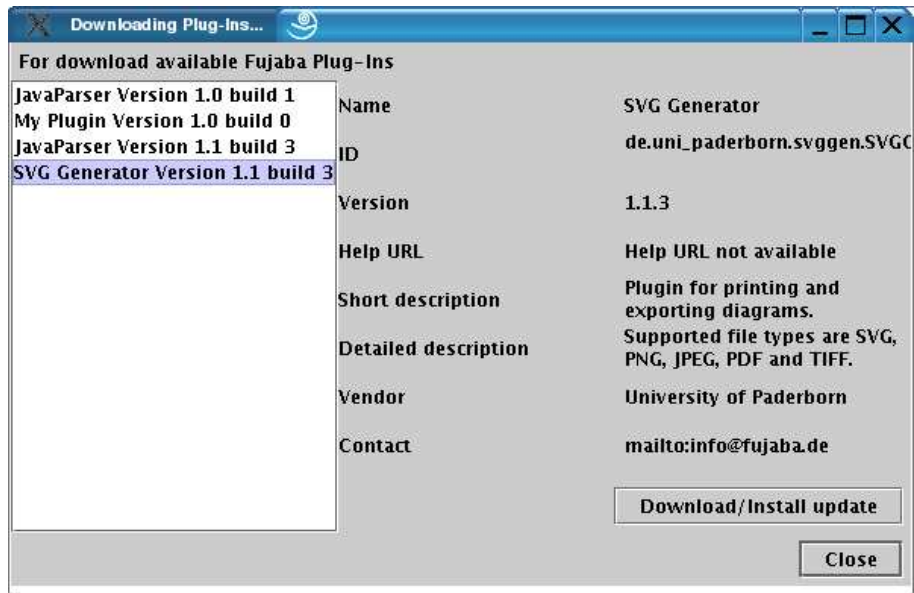 Downloading Plug-Ins...
For download available Fujaba Plug-Ins
JavaParser Version 1.0 build 1
My Plugin Version 1.0 build 0
JavaParser Version 1.1 build 3
SVG Generator Version 1.1 build 3
Name
SVG Generator
ID
de.uni_paderborn.svggen.SVGG
Version
1.1.3
Help URL
Help URL not available
Short description
Plugin for printing and
exporting diagrams.
Detailed description
Supported file types are SVG,
PNG, JPEG, PDF and TIFF.
Vendor
University of Paderborn
Contact
mailto:info@fujaba.de
Download/Install update
Close